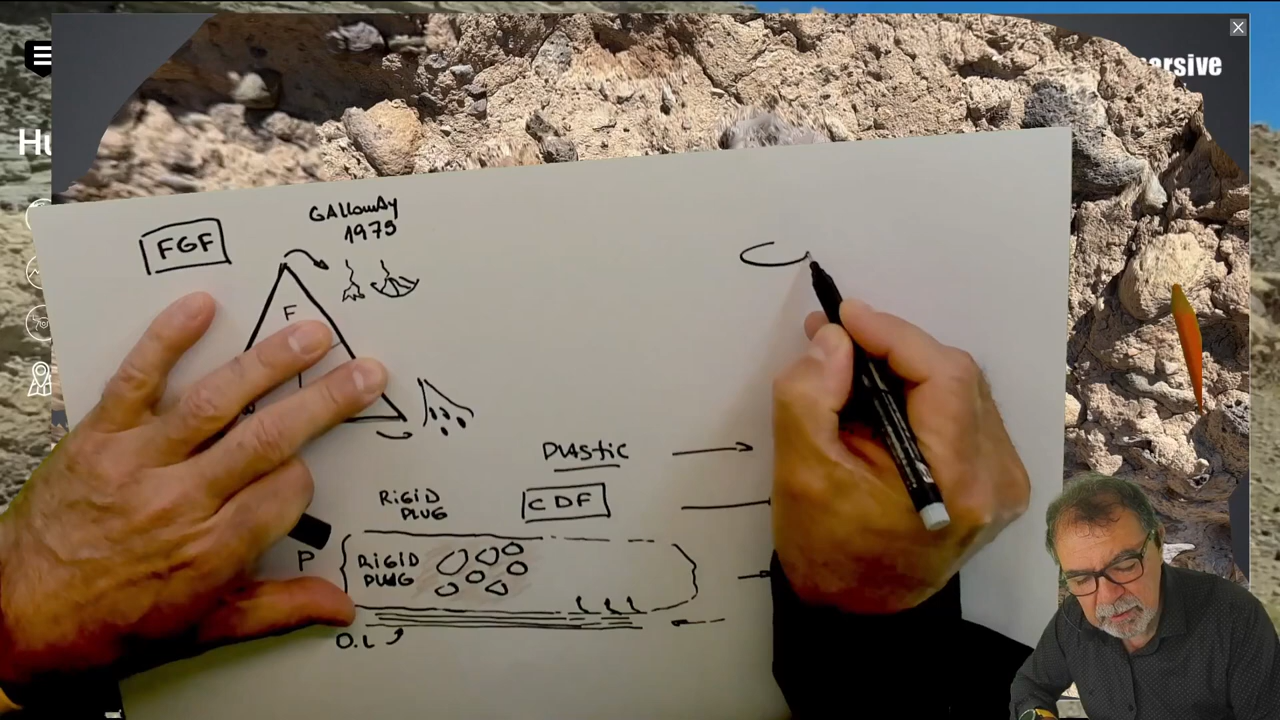 FGF
GAllowAy
1975
F
PLAStic
RiGiD
PLUG
CDF
P
RiGiD
PLUG
O.L